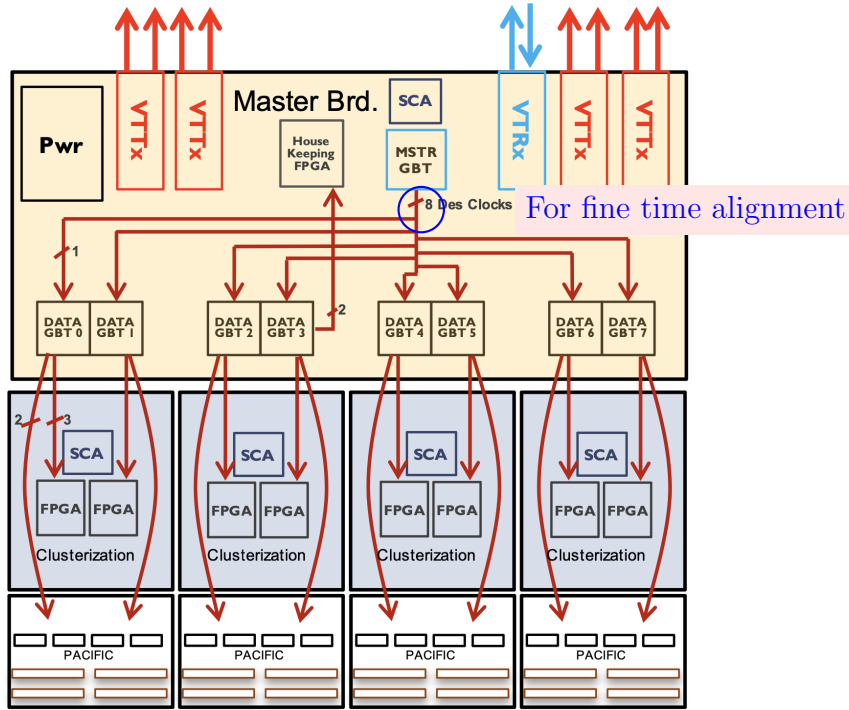 Master Brd.
Pwr
VTTx
VTTx
House
Keeping
FPGA
SCA
MSTR
GBT
VTRx
VTTx
VTTx
8 Des Clocks
For fine time alignment
1
2
DATA
GBT 0
DATA
GBT 1
DATA
GBT 2
DATA
GBT 3
DATA
GBT 4
DATA
GBT 5
DATA
GBT 6
DATA
GBT 7
2
3
SCA
FPGA
FPGA
Clusterization
SCA
FPGA
FPGA
Clusterization
SCA
FPGA
FPGA
Clusterization
SCA
FPGA
FPGA
Clusterization
PACIFIC
PACIFIC
PACIFIC
PACIFIC